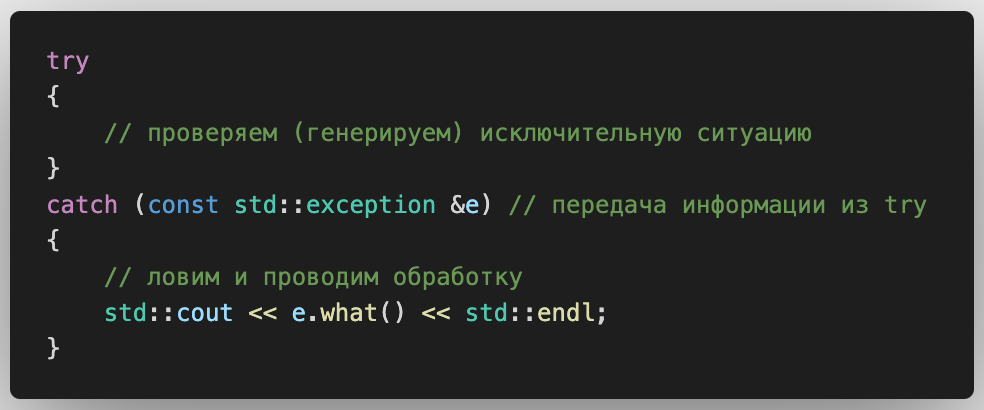 try
{
    // проверяем (генерируем) исключительную ситуацию
}
catch (const std::exception &e) // передача информации из try
{
    // ловим и проводим обработку
    std::cout << e.what() << std::endl;
}